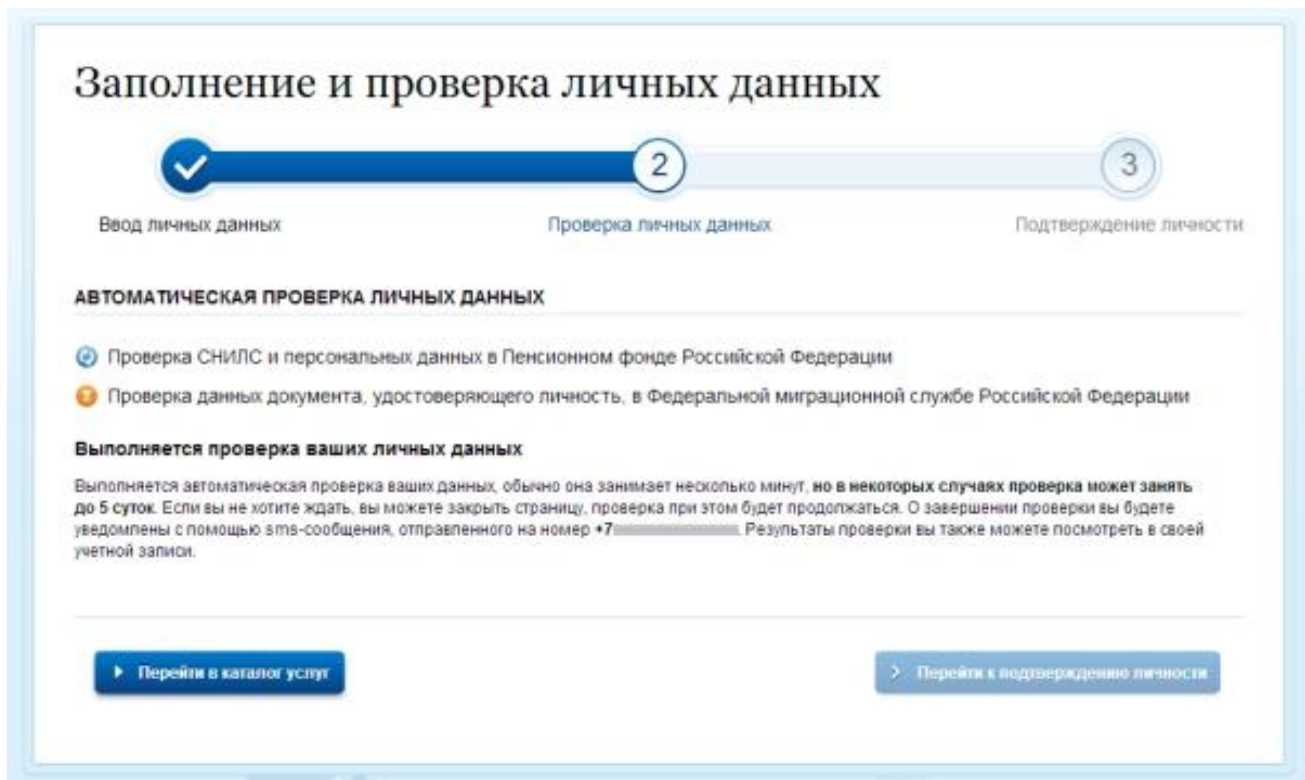 Заполнение и проверка личных данных
2
3
Ввод личных данных
Проверка личных данных
Подтверждение личности
АВТОМАТИЧЕСКАЯ ПРОВЕРКА ЛИЧНЫХ ДАННЫХ
Проверка СНИЛС и персональных данных в Пенсионном фонде Российской Федерации
Проверка данных документа, удостоверяющего личность, в Федеральной миграционной службе Российской Федерации
Выполняется проверка ваших личных данных
Выполняется автоматическая проверка ваших данных, обычно она занимает несколько минут, но в некоторых случаях проверка может занять
до 5 суток. Если вы не хотите ждать, вы можете закрыть страницу, проверка при этом будет продолжаться. О завершении проверки вы будете
уведомлены с помощью sms-сообщения, отправленного на номер +7 . Результаты проверки вы также можете посмотреть в своей
учетной записи.
Перейти в каталог услуг
Перейти к подтверждению личности